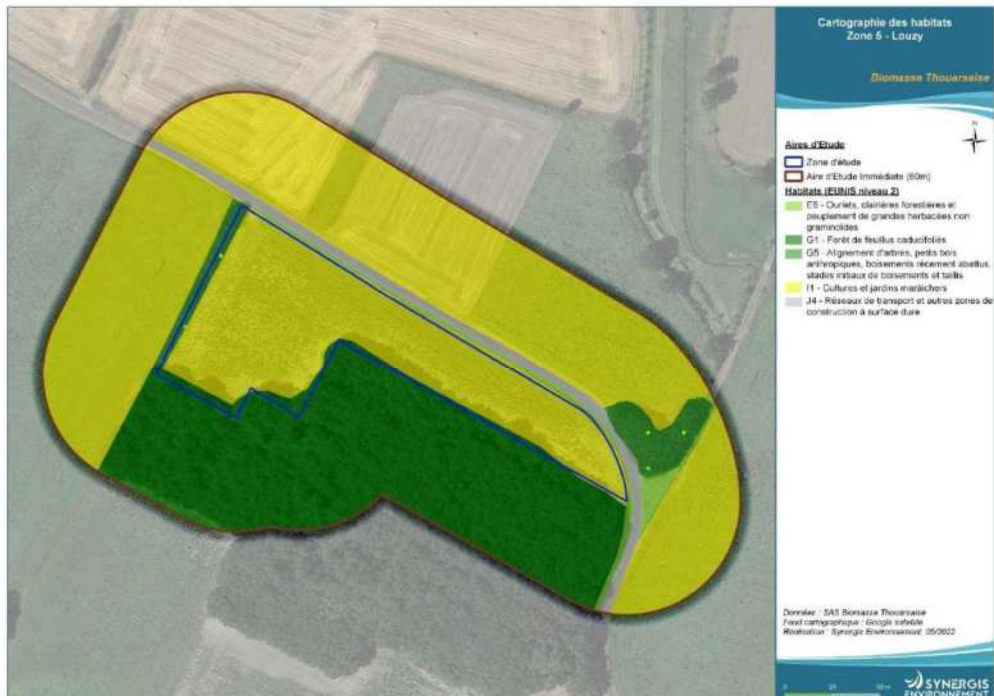 Cartographie des habitats
Zone 5 - Louzy
Biomasse Thouarsaise
N
Aires d'Etude
Zone d'étude
Aire d'Etude Immédiate (60m)
Habitats (EUNIS niveau 2)
E5 - Ourlets, clairières forestières et
peuplement de grandes herbacées non
graminoïdes
G1 - Forêt de feuillus caducifoliés
G5 - Alignement d'arbres, petits bois
anthropiques, boisements récement abattus,
stades initiaux de boisements et taillis
I1 - Cultures et jardins maraîchers
J4 - Réseaux de transport et autres zones de
construction à surface dure
Données : SAS Biomasse Thouarsaise
Fond cartographique : Google satellite
Réalisation : Synergis Environnement, 05/2022
0
SYNERGIS
ENVIRONNEMENT